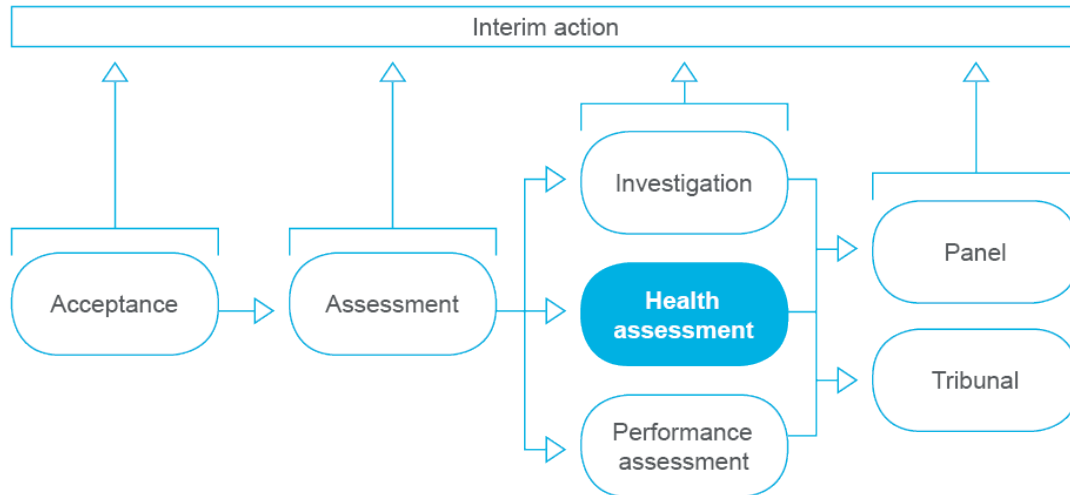 Interim action
Acceptance
Assessment
Investigation
Health
assessment
Performance
assessment
Panel
Tribunal